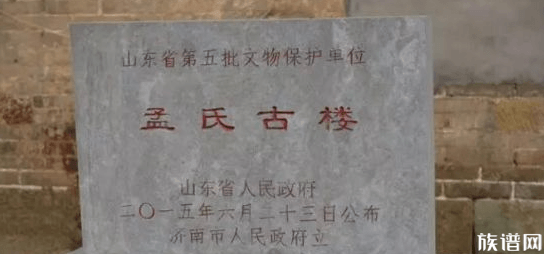 山东省第五批文物保护单位
孟氏古楼
山东省人民政府
二〇一五年六月二十三日公布
济南市人民政府立
族谱网